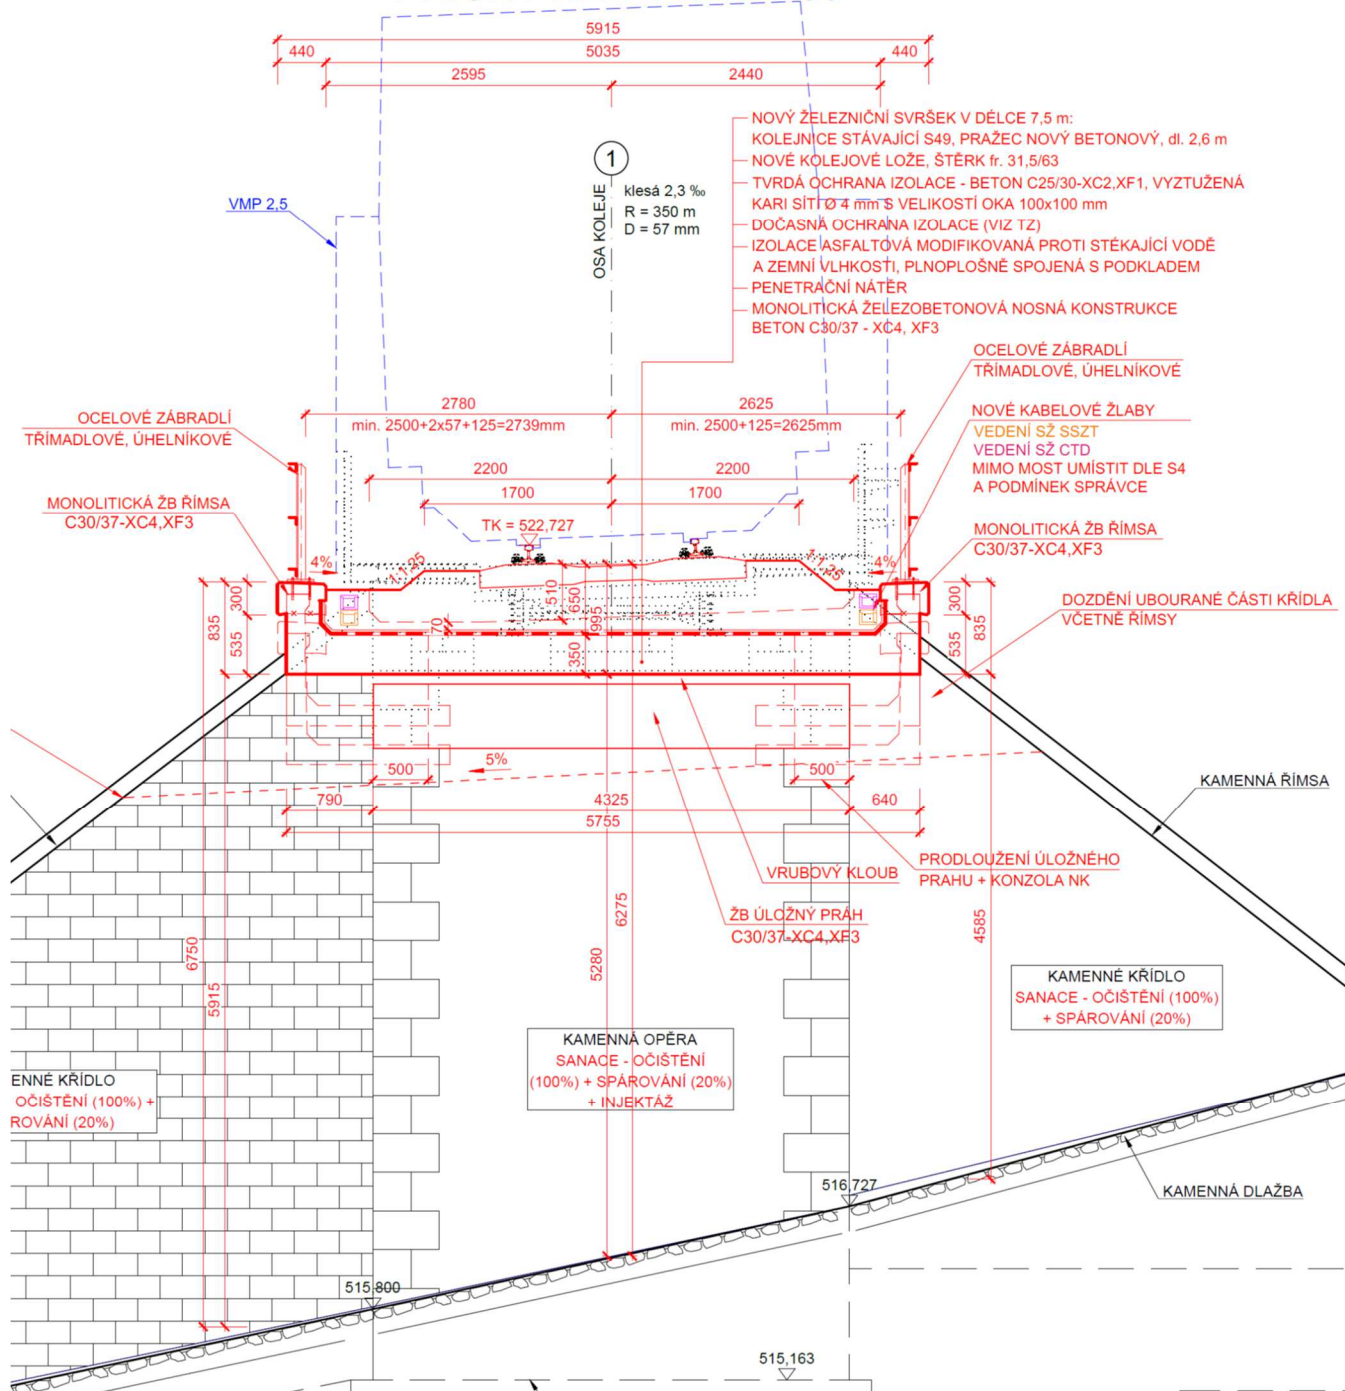 5915
440
5035
440
2595
2440
NOVÝ ŽELEZNIČNÍ SVRŠEK V DÉLCE 7,5 m:
KOLEJNICE STÁVAJÍCÍ S49, PRAŽEC NOVÝ BETONOVÝ, dl. 2,6 m
NOVÉ KOLEJOVÉ LOŽE, ŠTĚRK fr. 31,5/63
TVRDÁ OCHRANA IZOLACE - BETON C25/30-XC2,XF1, VYZTUŽENÁ
KARI SÍTÍ Ø 4 mm S VELIKOSTÍ OKA 100x100 mm
DOČASNÁ OCHRANA IZOLACE (VIZ TZ)
IZOLACE ASFALTOVÁ MODIFIKOVANÁ PROTI STÉKAJÍCÍ VODĚ
A ZEMNÍ VLHKOSTI, PLNOPLOŠNĚ SPOJENÁ S PODKLADEM
PENETRAČNÍ NÁTĚR
MONOLITICKÁ ŽELEZOBETONOVÁ NOSNÁ KONSTRUKCE
BETON C30/37 - XC4, XF3
1
OSA KOLEJE
klesá 2,3 ‰
R = 350 m
D = 57 mm
VMP 2,5
OCELOVÉ ZÁBRADLÍ
TŘÍMADLOVÉ, ÚHELNÍKOVÉ
NOVÉ KABELOVÉ ŽLABY
VEDENÍ SŽ SSZT
VEDENÍ SŽ CTD
MIMO MOST UMÍSTIT DLE S4
A PODMÍNEK SPRÁVCE
OCELOVÉ ZÁBRADLÍ
TŘÍMADLOVÉ, ÚHELNÍKOVÉ
2780
min. 2500+2x57+125=2739mm
2625
min. 2500+125=2625mm
2200
2200
1700
1700
MONOLITICKÁ ŽB ŘÍMSA
C30/37-XC4,XF3
TK = 522,727
MONOLITICKÁ ŽB ŘÍMSA
C30/37-XC4,XF3
4%
1:1.25
1:1.25
4%
300
835
535
510
650
995
70
350
300
835
535
DOZDĚNÍ UBOURANÉ ČÁSTI KŘÍDLA
VČETNĚ ŘÍMSY
5%
500
500
790
4325
640
5755
KAMENNÁ ŘÍMSA
VRUBOVÝ KLOUB
PRODLOUŽENÍ ÚLOŽNÉHO
PRAHU + KONZOLA NK
ŽB ÚLOŽNÝ PRÁH
C30/37-XC4,XF3
6275
5280
6750
5915
4585
KAMENNÉ KŘÍDLO
SANACE - OČIŠTĚNÍ (100%)
+ SPÁROVÁNÍ (20%)
KAMENNÁ OPĚRA
SANACE - OČIŠTĚNÍ
(100%) + SPÁROVÁNÍ (20%)
+ INJEKTÁŽ
ENNÉ KŘÍDLO
OČIŠTĚNÍ (100%) +
ROVÁNÍ (20%)
516,727
KAMENNÁ DLAŽBA
515,800
515,163